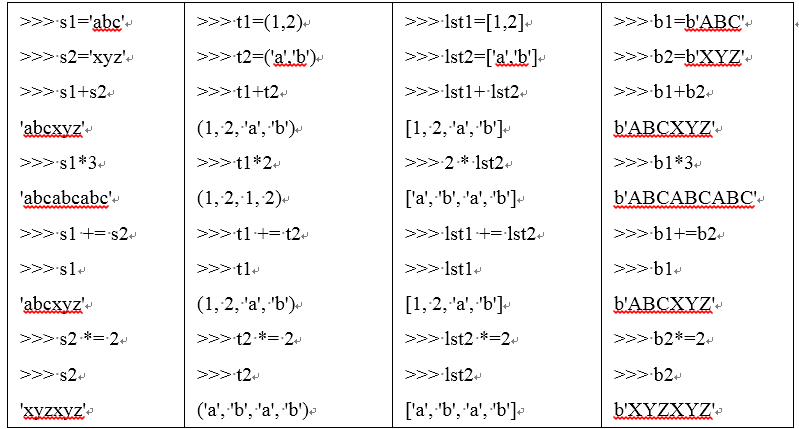 >>> s1='abc'
>>> s2='xyz'
>>> s1+s2
'abcxyz'
>>> s1*3
'abcabcabc'
>>> s1 += s2
>>> s1
'abcxyz'
>>> s2 *= 2
>>> s2
'xyzxyz'
>>> t1=(1,2)
>>> t2=('a','b')
>>> t1+t2
(1, 2, 'a', 'b')
>>> t1*2
(1, 2, 1, 2)
>>> t1 += t2
>>> t1
(1, 2, 'a', 'b')
>>> t2 *= 2
>>> t2
('a', 'b', 'a', 'b')
>>> lst1=[1,2]
>>> lst2=['a','b']
>>> lst1+ lst2
[1, 2, 'a', 'b']
>>> 2 * lst2
['a', 'b', 'a', 'b']
>>> lst1 += lst2
>>> lst1
[1, 2, 'a', 'b']
>>> lst2 *=2
>>> lst2
['a', 'b', 'a', 'b']
>>> b1=b'ABC'
>>> b2=b'XYZ'
>>> b1+b2
b'ABCXYZ'
>>> b1*3
b'ABCABCABC'
>>> b1+=b2
>>> b1
b'ABCXYZ'
>>> b2*=2
>>> b2
b'XYZXYZ'